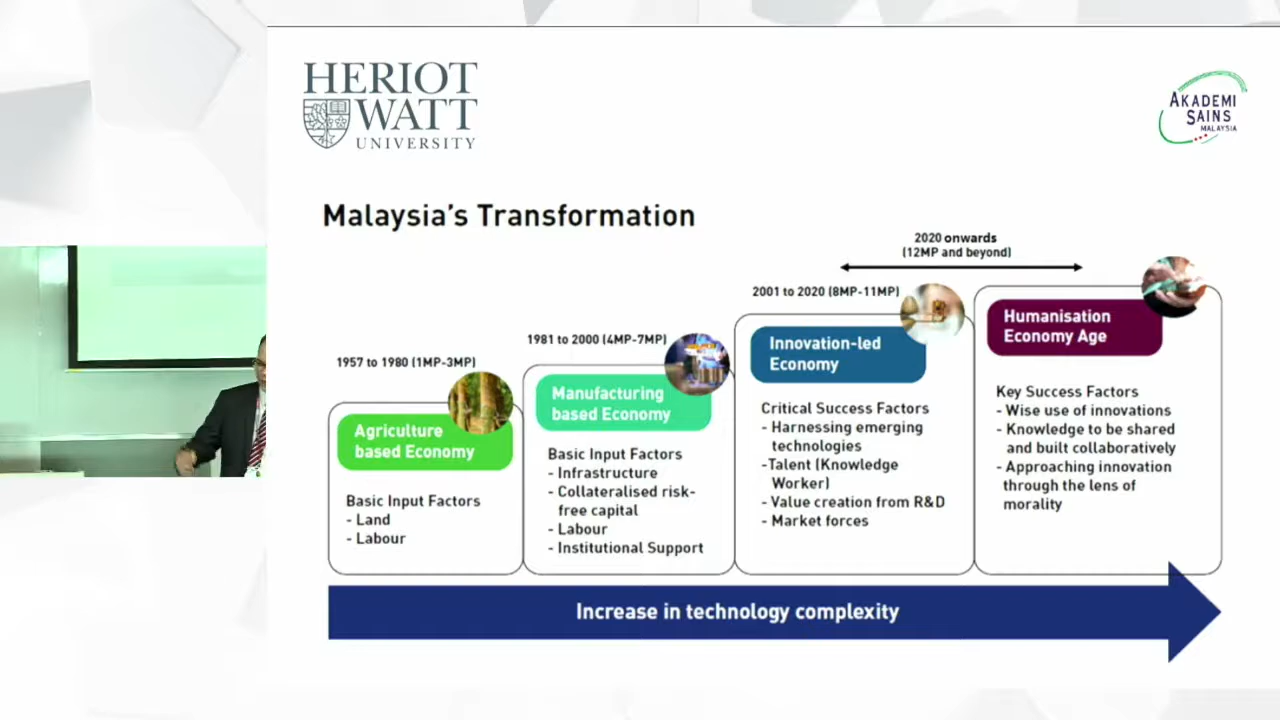 HERIOT
WATT
UNIVERSITY
AKADEMI
SAINS
MALAYSIA
Malaysia's Transformation
2020 onwards
(12MP and beyond)
2001 to 2020 (8MP-11MP)
1981 to 2000 (4MP-7MP)
1957 to 1980 (1MP-3MP)
Agriculture
based Economy
Basic Input Factors
- Land
- Labour
Manufacturing
based Economy
Basic Input Factors
- Infrastructure
- Collateralised risk-
free capital
- Labour
- Institutional Support
Innovation-led
Economy
Critical Success Factors
- Harnessing emerging
technologies
-Talent (Knowledge
Worker)
- Value creation from R&D
- Market forces
Humanisation
Economy Age
Key Success Factors
- Wise use of innovations
- Knowledge to be shared
and built collaboratively
- Approaching innovation
through the lens of
morality
Increase in technology complexity